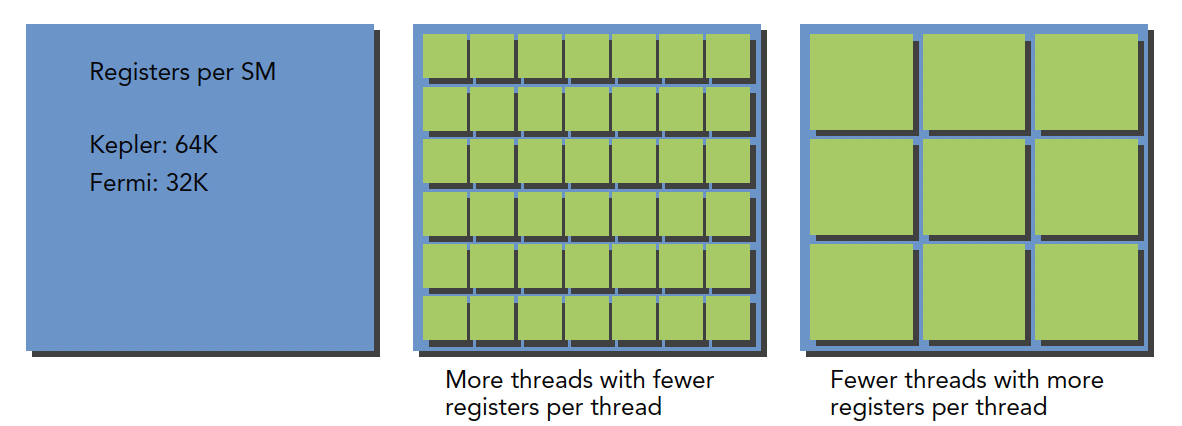 Registers per SM
Kepler: 64K
Fermi: 32K
More threads with fewer
registers per thread
Fewer threads with more
registers per thread